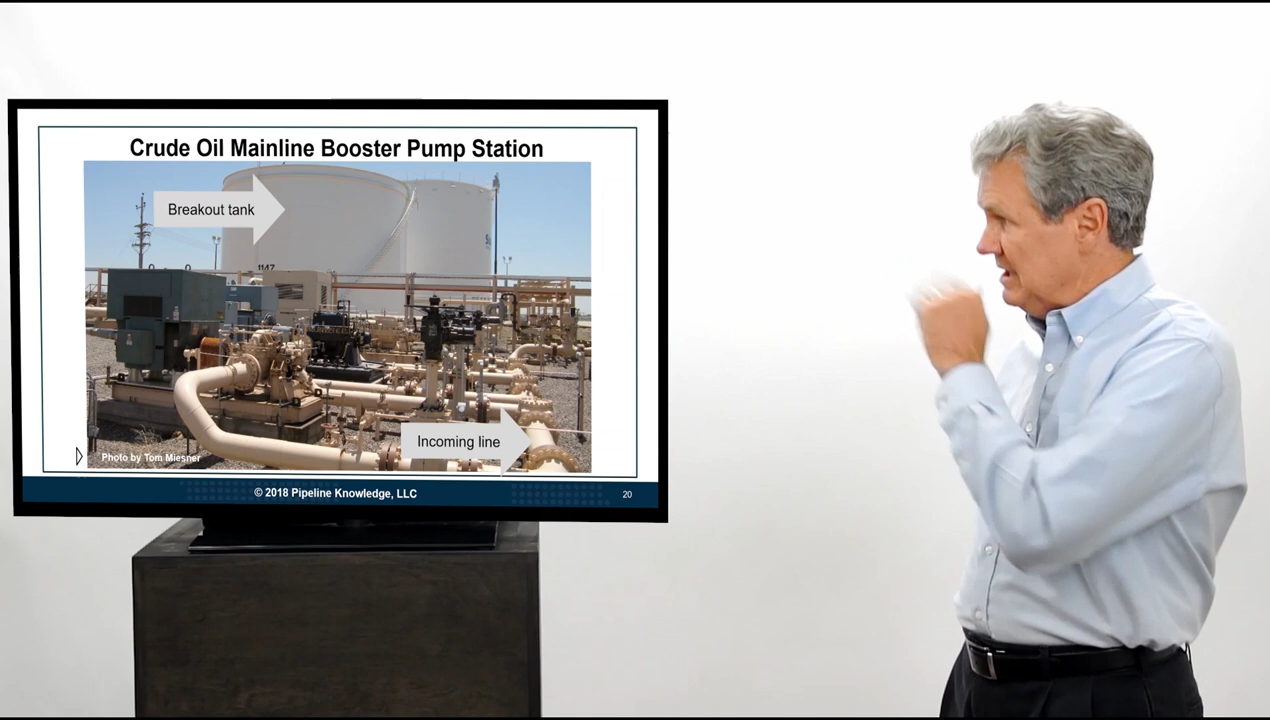 Crude Oil Mainline Booster Pump Station
Breakout tank
1147
Incoming line
Photo by Tom Miesner
© 2018 Pipeline Knowledge, LLC
20